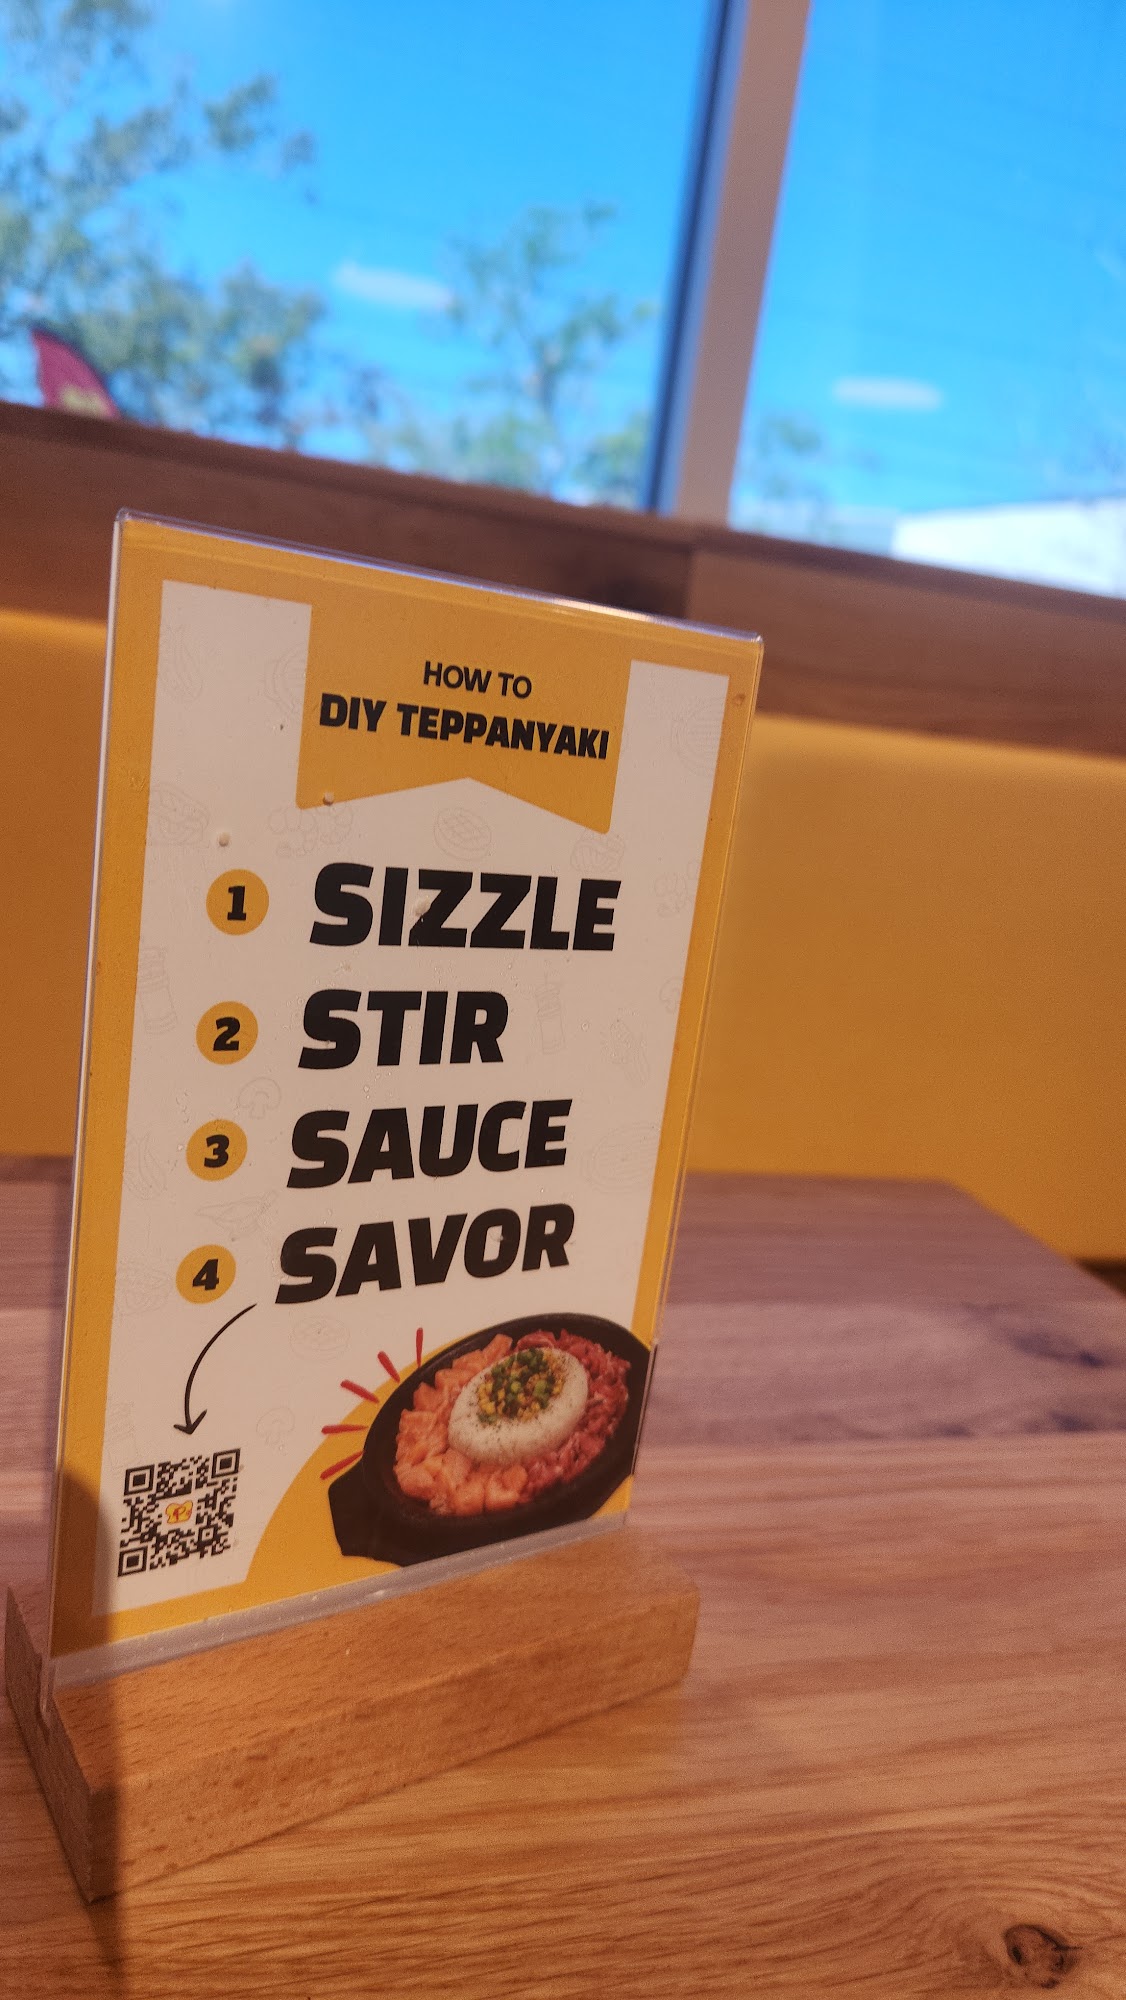 HOW TO
DIY TEPPANYAKI
1 SIZZLE
2 STIR
3 SAUCE
4 SAVOR